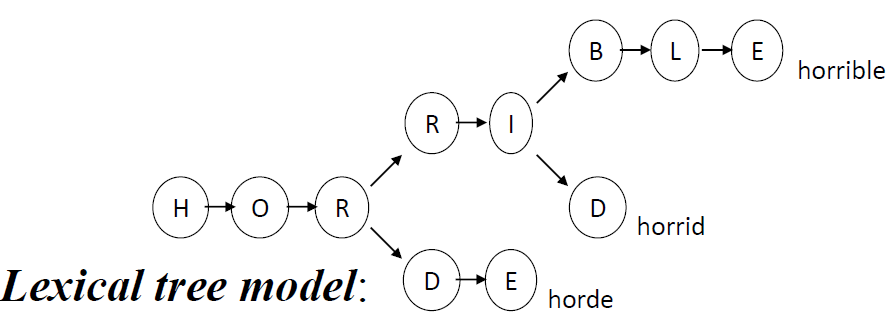 B L E
horrible
R I
H O R
D
horrid
Lexical tree model:
D E
horde